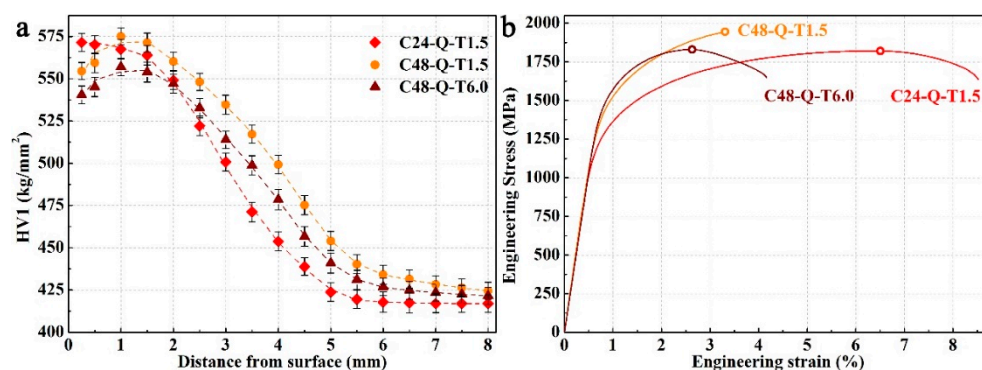 a
HV1 (kg/mm²)
575
550
525
500
475
450
425
400
0 1 2 3 4 5 6 7 8
Distance from surface (mm)
C24-Q-T1.5
C48-Q-T1.5
C48-Q-T6.0
b
Engineering Stress (MPa)
2000
1750
1500
1250
1000
750
500
250
0
0 1 2 3 4 5 6 7 8
Engineering strain (%)
C48-Q-T1.5
C48-Q-T6.0
C24-Q-T1.5